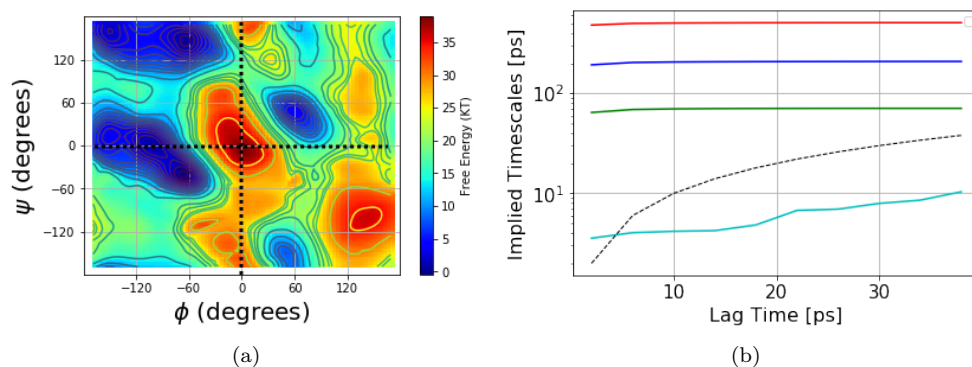 120
60
0
−60
−120
ψ (degrees)
−120 −60 0 60 120
ϕ (degrees)
35
30
25
20
15
10
5
0
Free Energy (KT)
(a)
10²
10¹
Implied Timescales [ps]
10 20 30
Lag Time [ps]
(b)